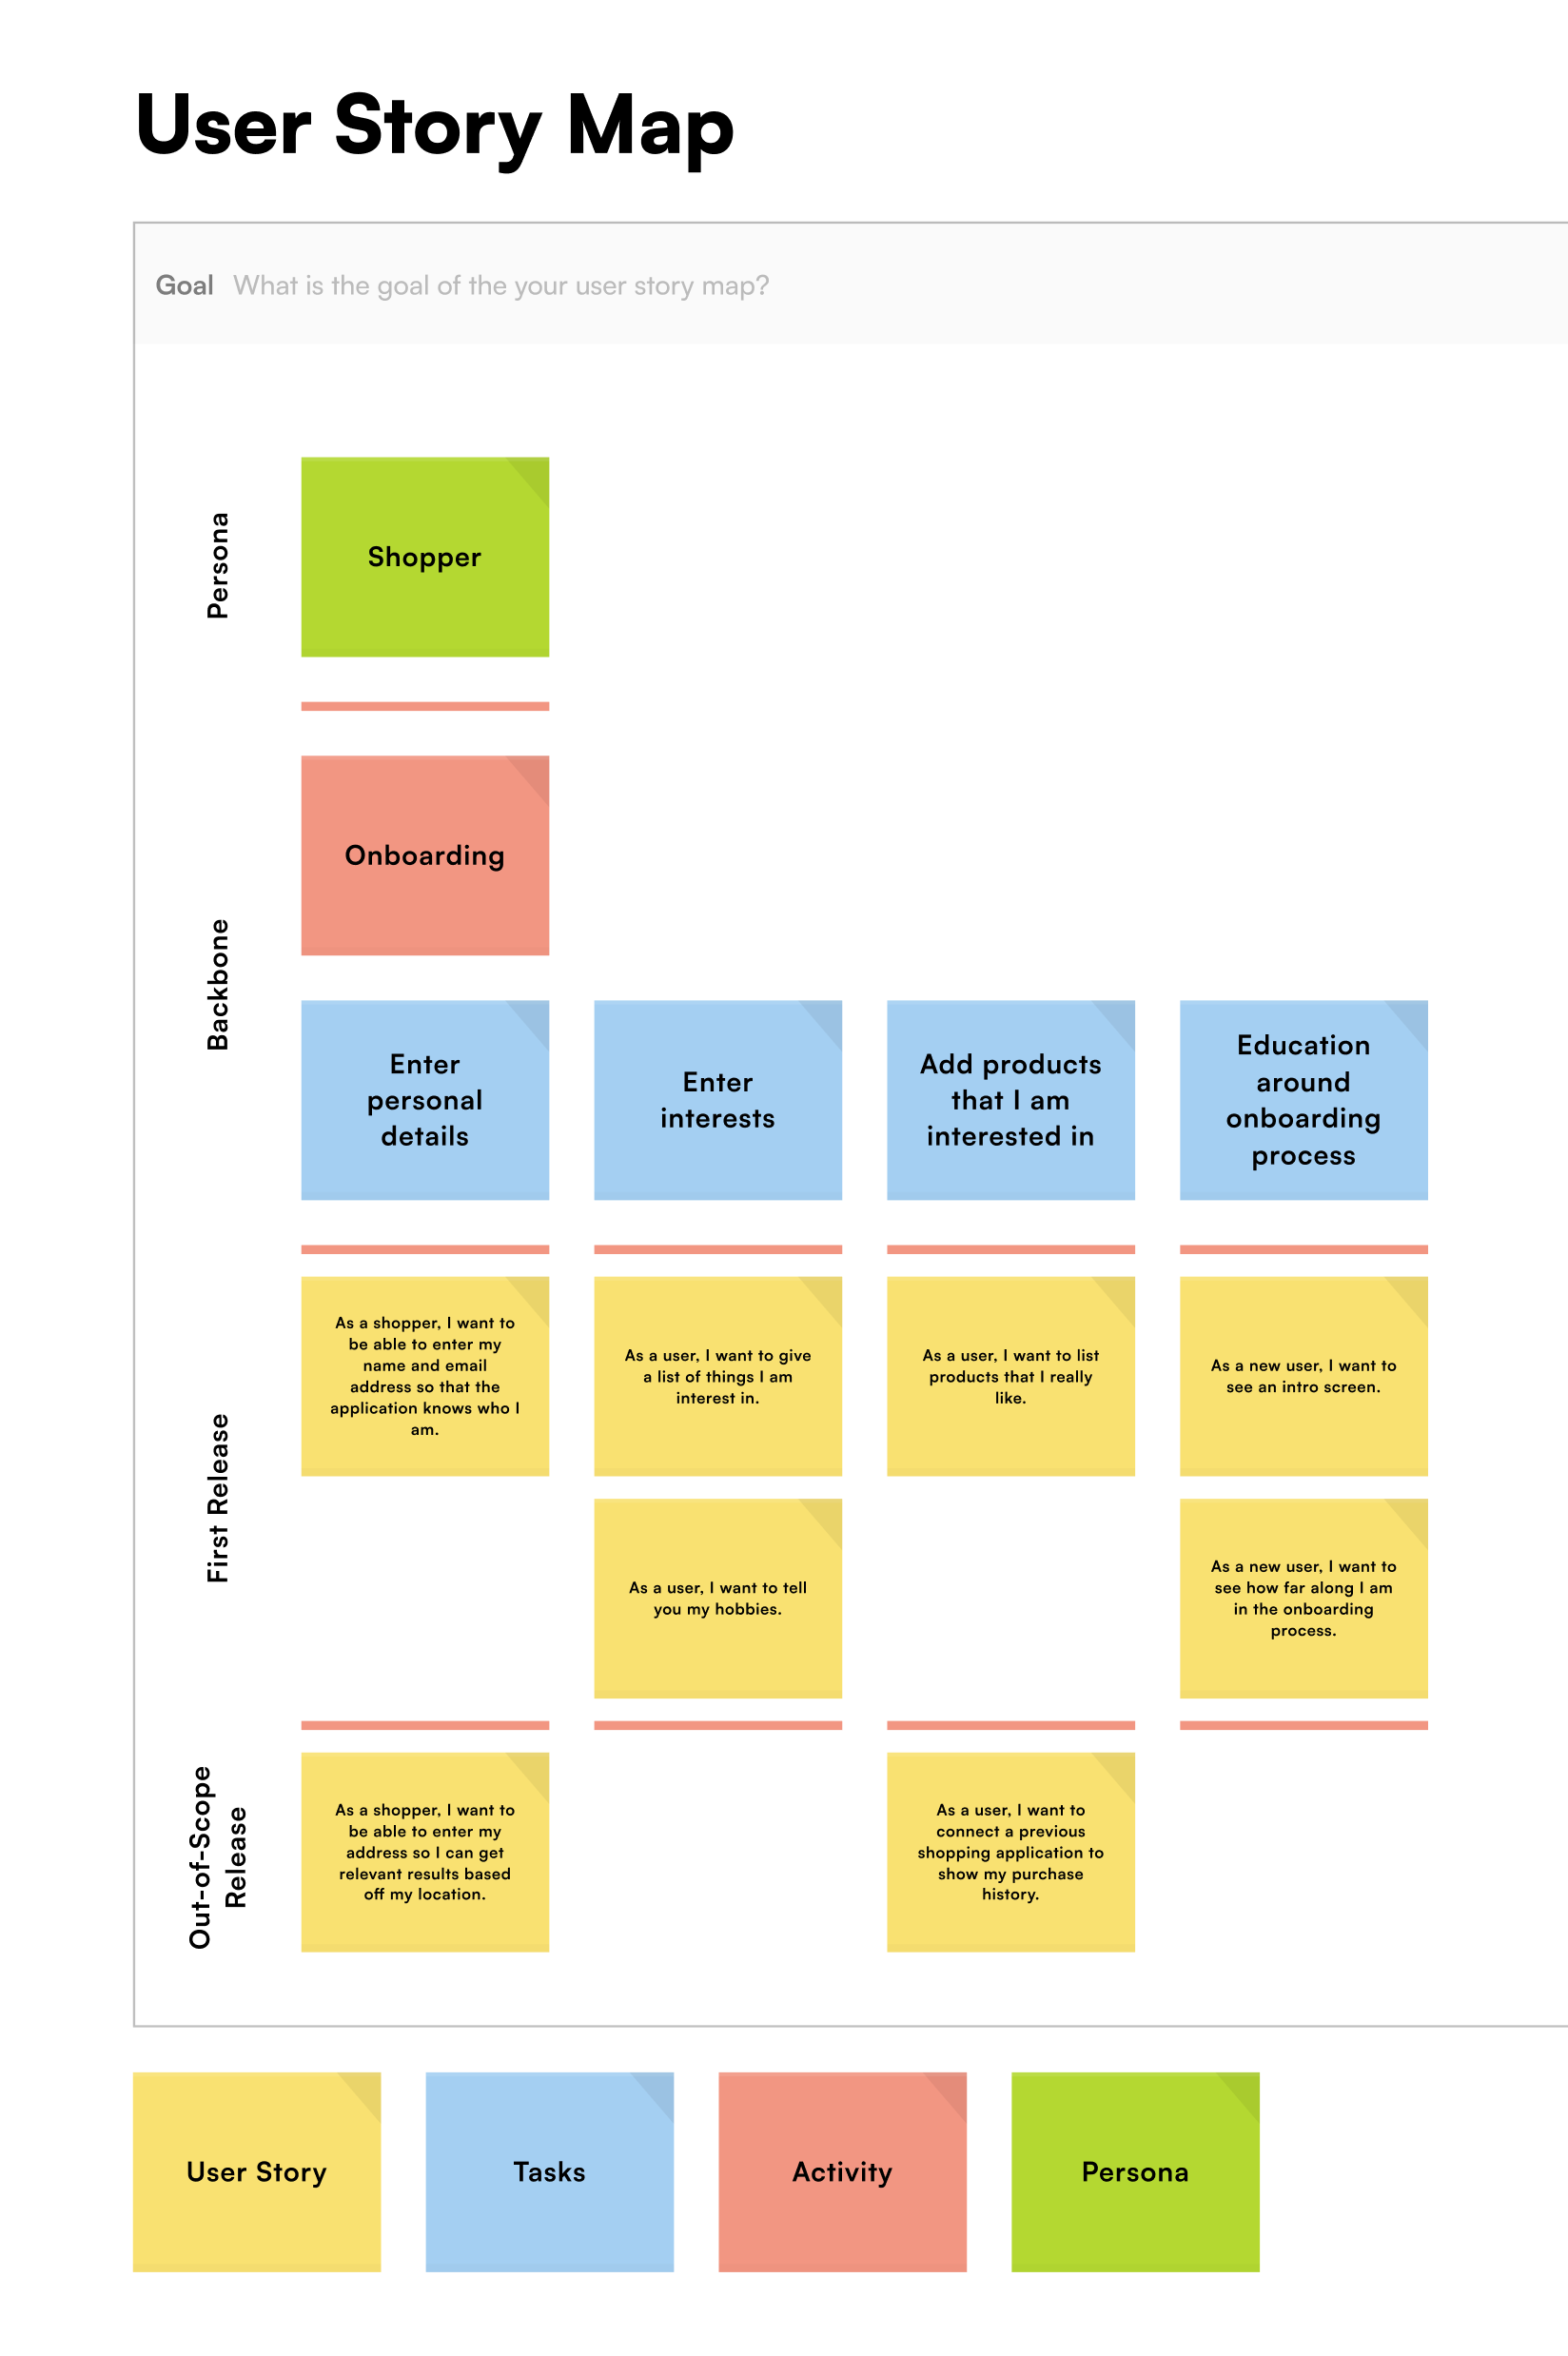 User Story Map
Goal What is the goal of the your user story map?
Persona
Shopper
Backbone
Onboarding
Enter
personal
details
Enter
interests
Add products
that I am
interested in
Education
around
onboarding
process
First Release
As a shopper, I want to
be able to enter my
name and email
address so that the
application knows who I
am.
As a user, I want to give
a list of things I am
interest in.
As a user, I want to list
products that I really
like.
As a new user, I want to
see an intro screen.
As a user, I want to tell
you my hobbies.
As a new user, I want to
see how far along I am
in the onboarding
process.
Out-of-Scope
Release
As a shopper, I want to
be able to enter my
address so I can get
relevant results based
off my location.
As a user, I want to
connect a previous
shopping application to
show my purchase
history.
User Story
Tasks
Activity
Persona